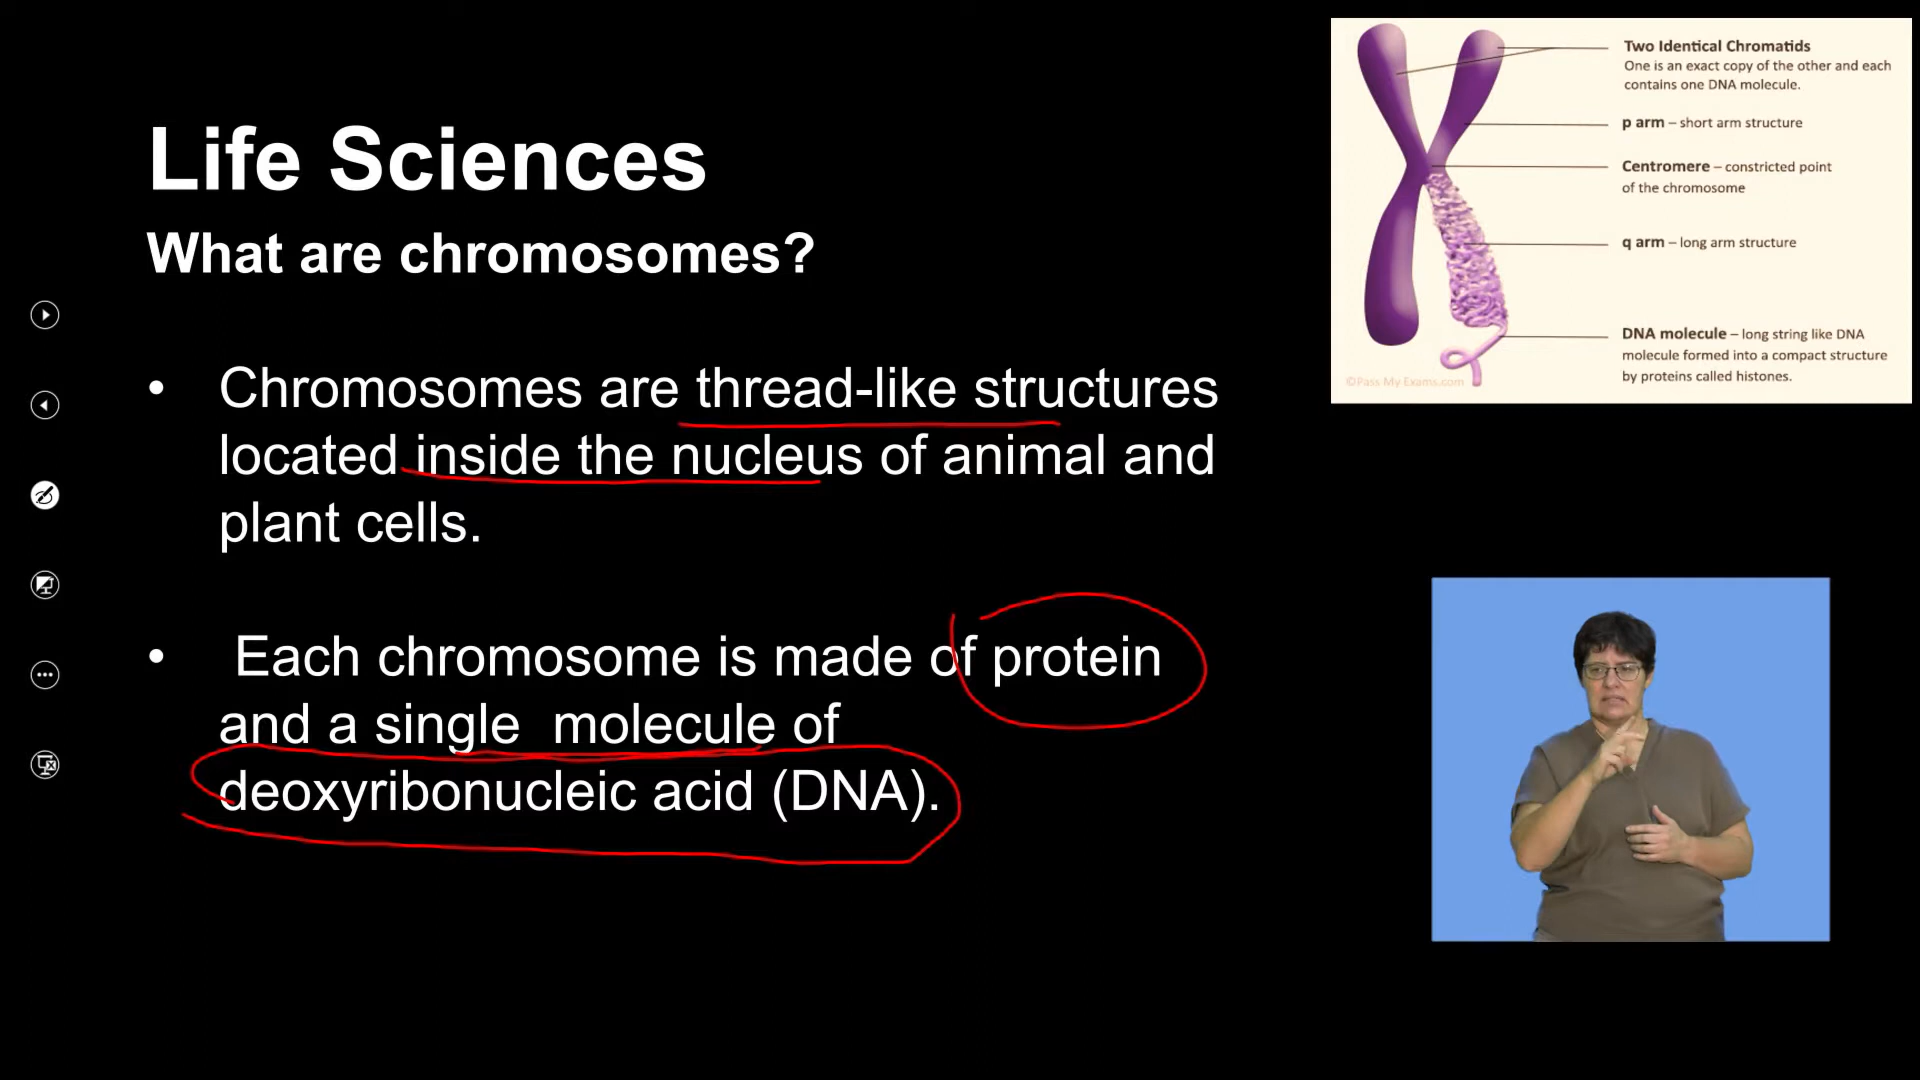 Life Sciences
What are chromosomes?
• Chromosomes are thread-like structures
located inside the nucleus of animal and
plant cells.
• Each chromosome is made of protein
and a single molecule of
deoxyribonucleic acid (DNA).
Two Identical Chromatids
One is an exact copy of the other and each
contains one DNA molecule.
p arm – short arm structure
Centromere – constricted point
of the chromosome
q arm – long arm structure
DNA molecule – long string like DNA
molecule formed into a compact structure
by proteins called histones.
©Pass My Exams.com